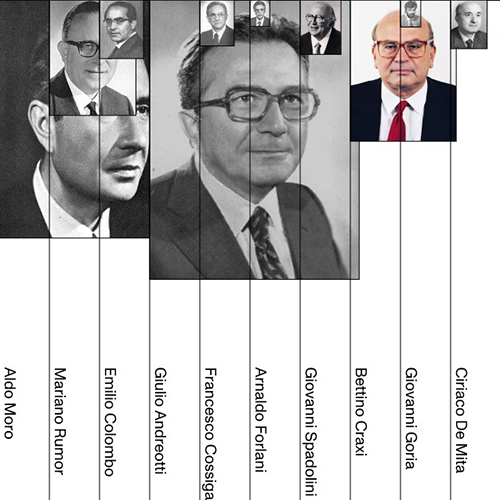 Aldo Moro
Mariano Rumor
Emilio Colombo
Giulio Andreotti
Francesco Cossiga
Arnaldo Forlani
Giovanni Spadolini
Bettino Craxi
Giovanni Goria
Ciriaco De Mita